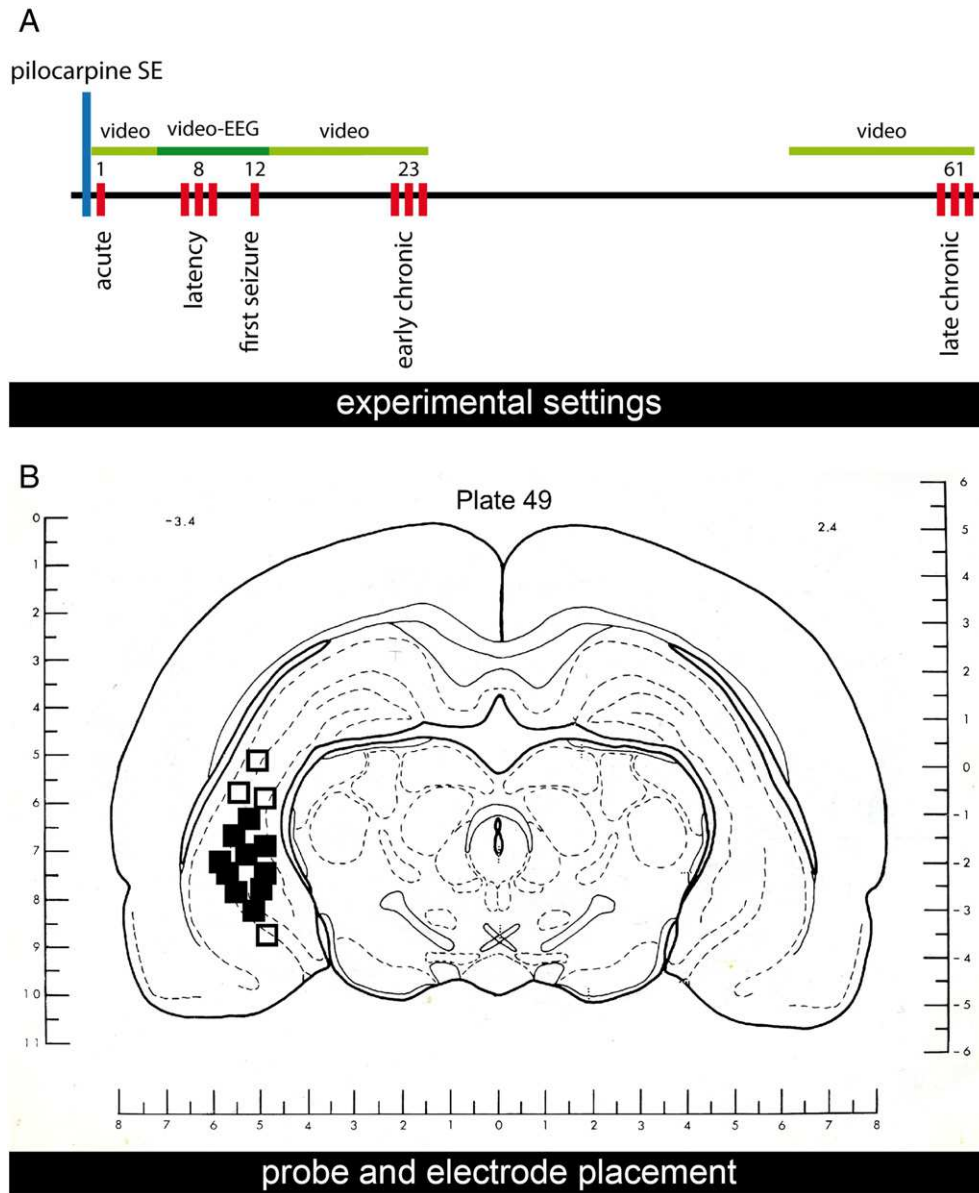 A
pilocarpine SE
video video-EEG video video
1 8 12 23 61
acute
latency
first seizure
early chronic
late chronic
experimental settings
B
Plate 49
-3.4 2.4
0
1
2
3
4
5
6
7
8
9
10
11
6
5
4
3
2
1
0
-1
-2
-3
-4
-5
-6
8 7 6 5 4 3 2 1 0 1 2 3 4 5 6 7 8
probe and electrode placement